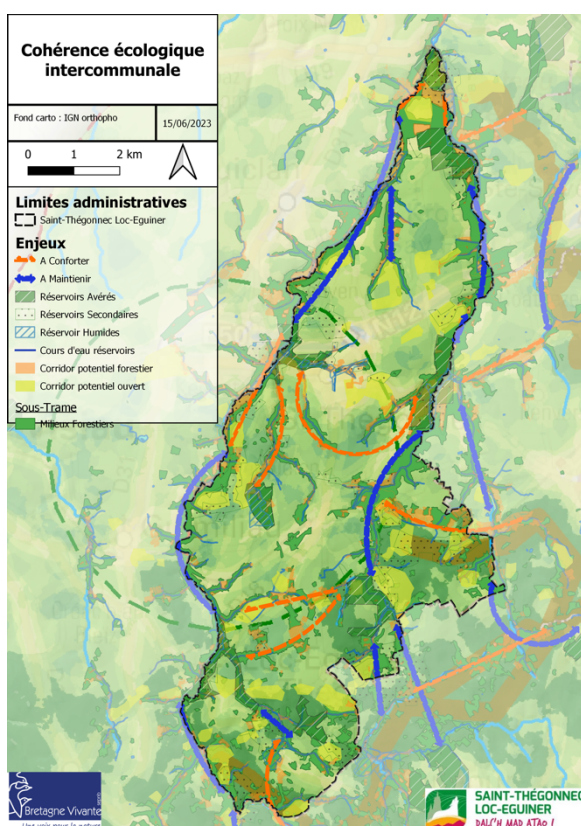 Cohérence écologique
intercommunale
Fond carto : IGN orthopho
15/06/2023
0 1 2 km
Limites administratives
Saint-Thégonnec Loc-Eguiner
Enjeux
A Conforter
A Maintienir
Réservoirs Avérés
Réservoirs Secondaires
Réservoir Humides
Cours d'eau réservoirs
Corridor potentiel forestier
Corridor potentiel ouvert
Sous-Trame
Milieux Forestiers
Bretagne Vivante
SAINT-THÉGONNEC
LOC-EGUINER